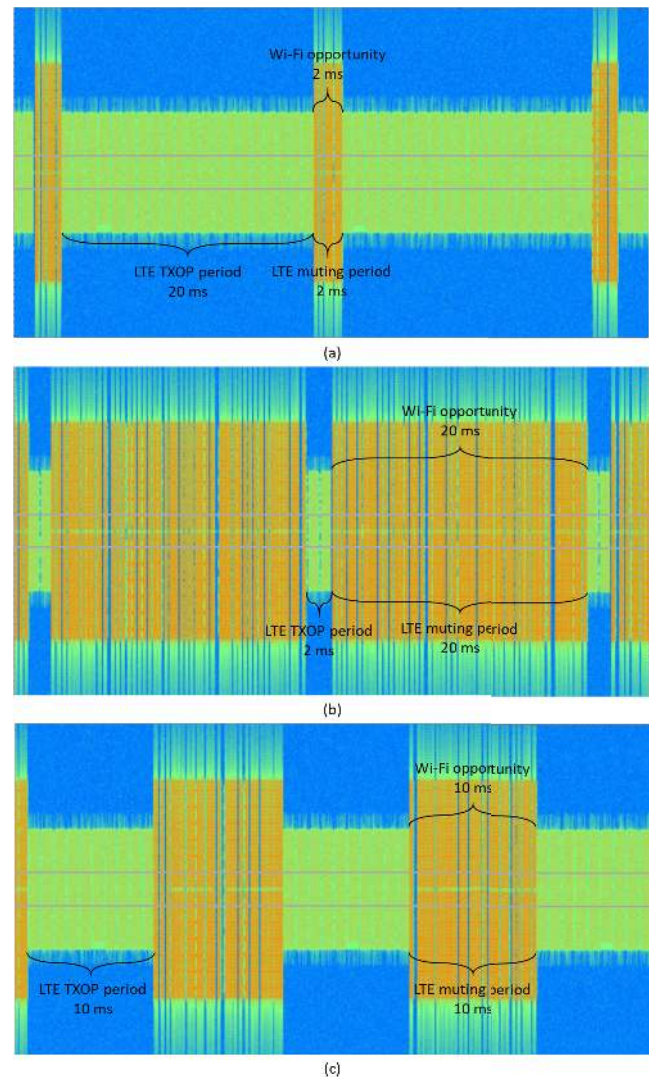 Wi-Fi opportunity
2 ms
LTE TXOP period
20 ms
LTE muting period
2 ms
(a)
Wi-Fi opportunity
20 ms
LTE TXOP period
2 ms
LTE muting period
20 ms
(b)
Wi-Fi opportunity
10 ms
LTE TXOP period
10 ms
LTE muting period
10 ms
(c)